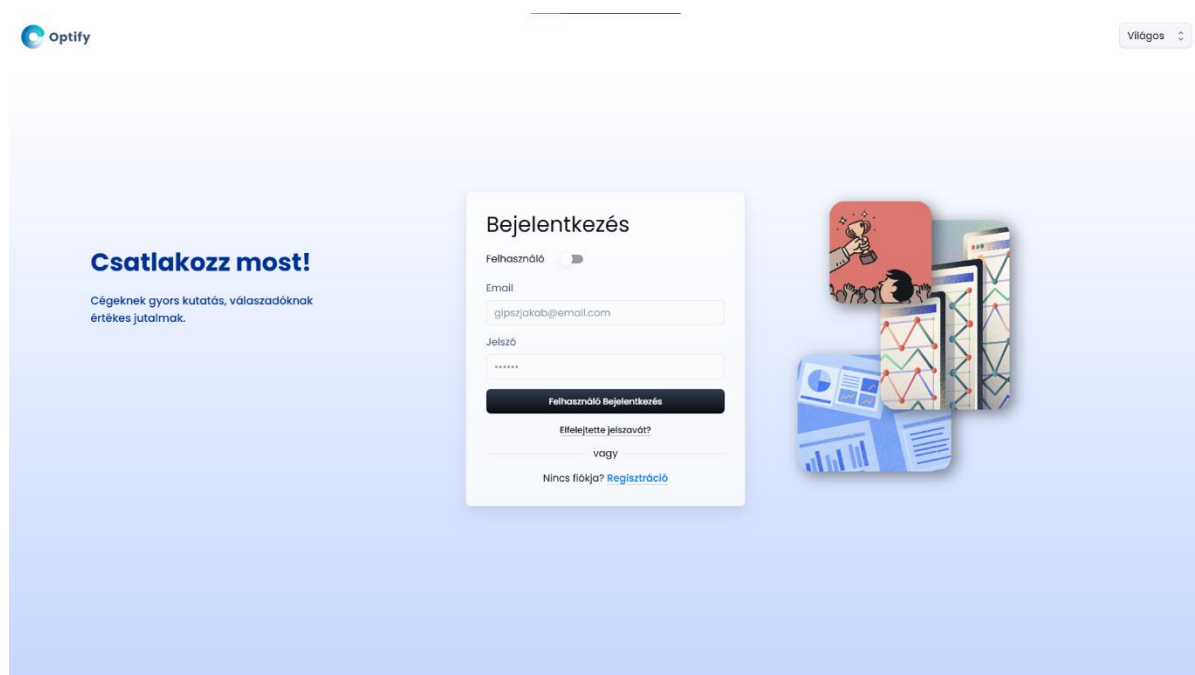 Optify
Világos
Csatlakozz most!
Cégeknek gyors kutatás, válaszadóknak
értékes jutalmak.
Bejelentkezés
Felhasználó
Email
gipszjakab@email.com
Jelszó
••••••
Felhasználó Bejelentkezés
Elfelejtette jelszavát?
vagy
Nincs fiókja? Regisztráció